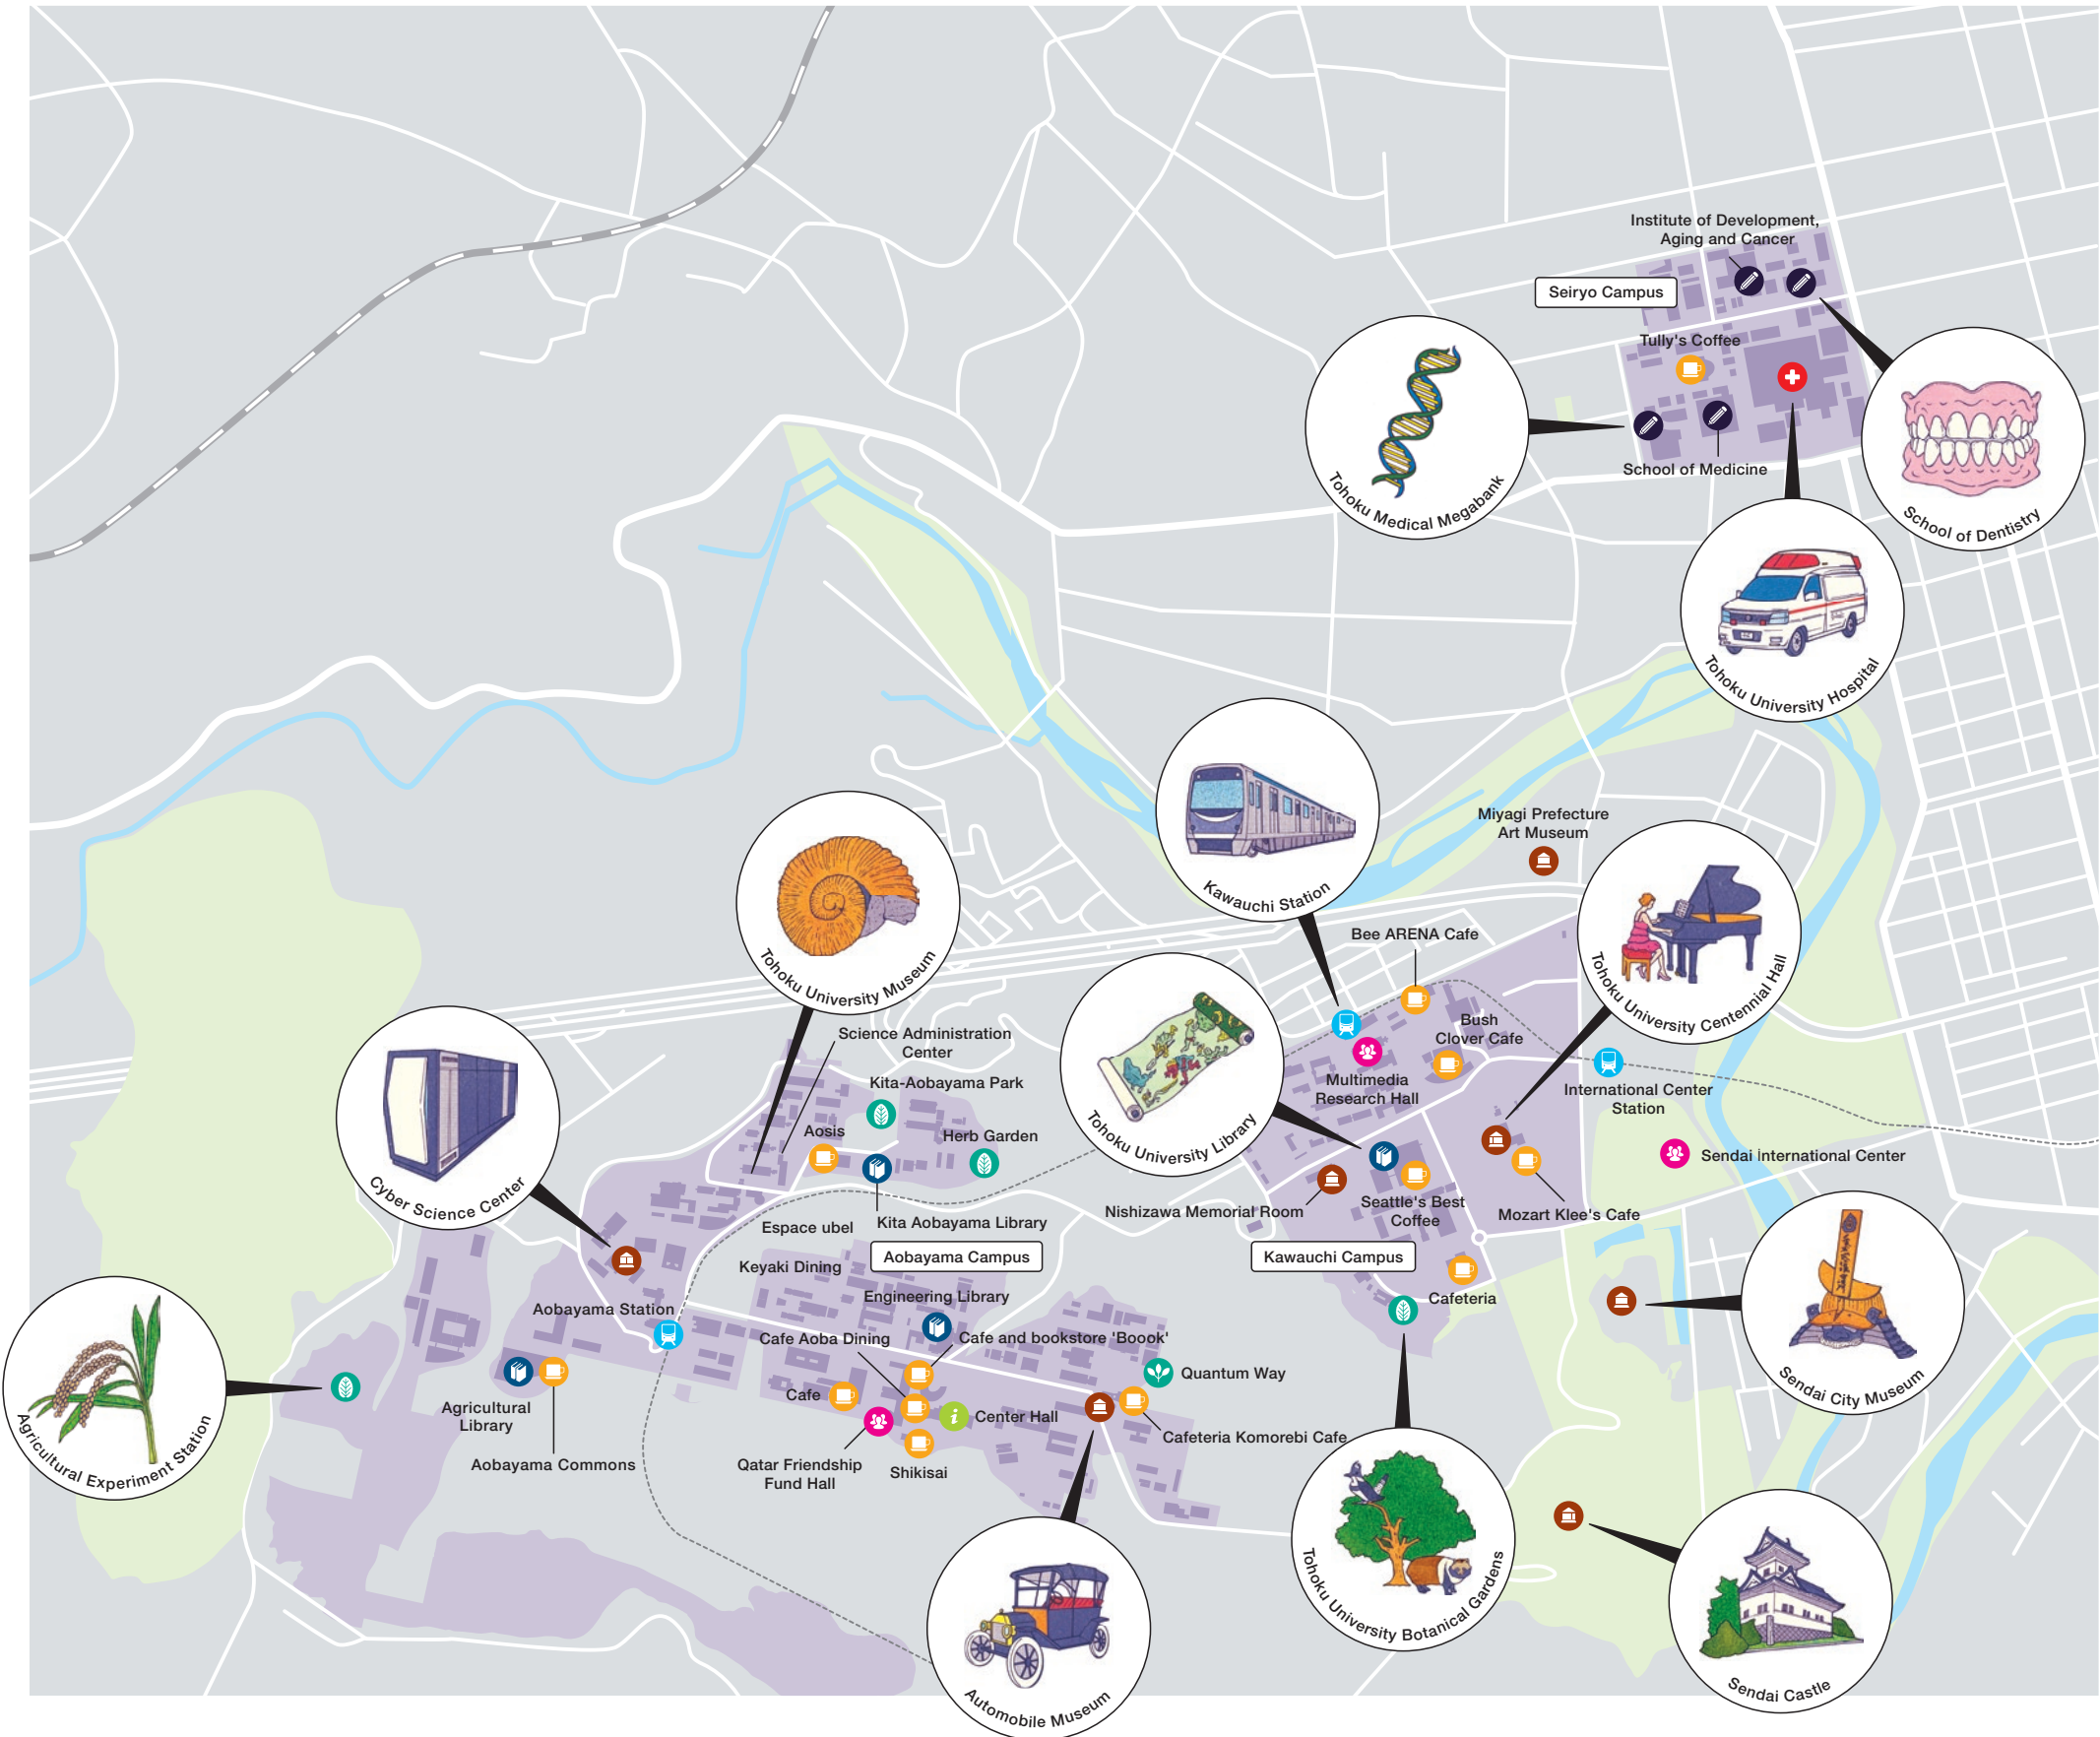 Institute of Development,
Aging and Cancer
Seiryo Campus
Tully's Coffee
School of Medicine
Tohoku Medical Megabank
School of Dentistry
Tohoku University Hospital
Kawauchi Station
Miyagi Prefecture
Art Museum
Tohoku University Museum
Bee ARENA Cafe
Tohoku University Centennial Hall
Science Administration
Center
Bush
Clover Cafe
Kita-Aobayama Park
Multimedia
Research Hall
International Center
Station
Aosis
Herb Garden
Tohoku University Library
Sendai International Center
Cyber Science Center
Espace ubel
Kita Aobayama Library
Nishizawa Memorial Room
Seattle's Best
Coffee
Mozart Klee's Cafe
Aobayama Campus
Kawauchi Campus
Keyaki Dining
Engineering Library
Cafeteria
Aobayama Station
Cafe Aoba Dining
Cafe and bookstore 'Boook'
Quantum Way
Sendai City Museum
Cafe
Agricultural
Library
Center Hall
Cafeteria Komorebi Cafe
Agricultural Experiment Station
Aobayama Commons
Qatar Friendship
Fund Hall
Shikisai
Tohoku University Botanical Gardens
Automobile Museum
Sendai Castle